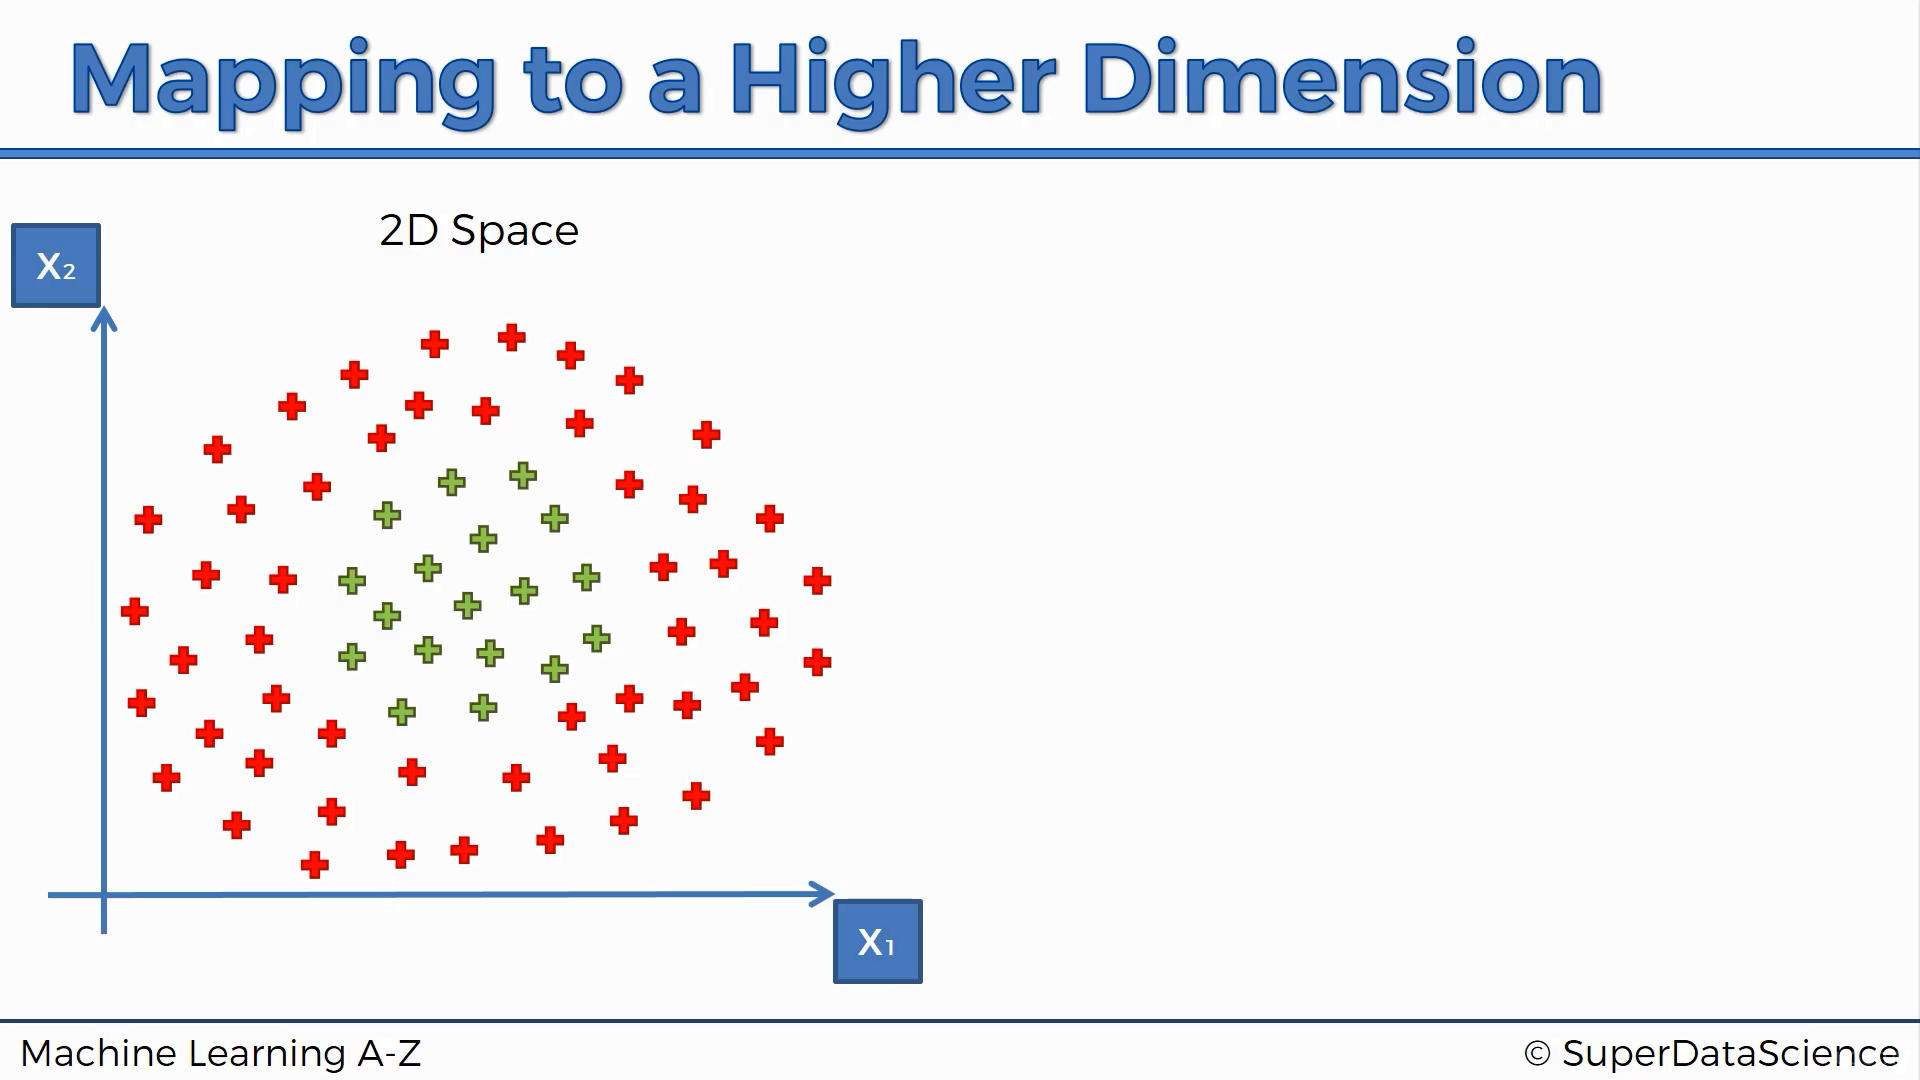 Mapping to a Higher Dimension
2D Space
X₂
X₁
Machine Learning A-Z
© SuperDataScience